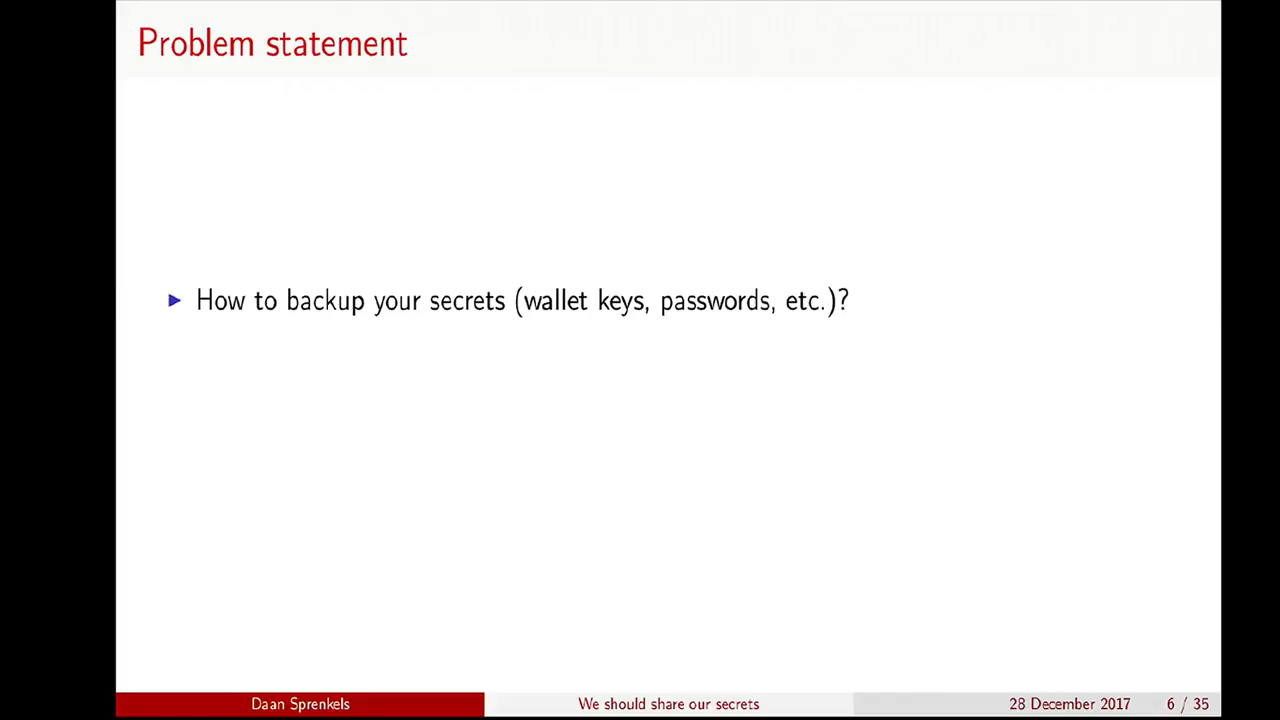 Problem statement
How to backup your secrets (wallet keys, passwords, etc.)?
Daan Sprenkels
We should share our secrets
28 December 2017
6 / 35